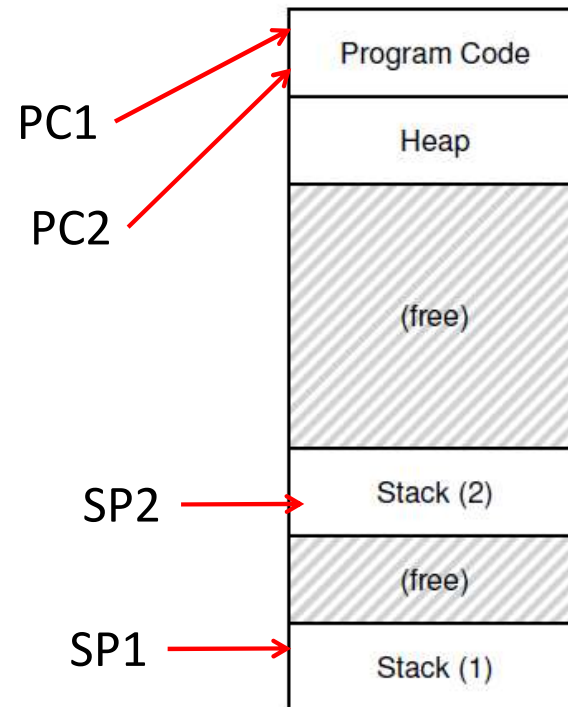 Program Code
PC1
Heap
PC2
(free)
Stack (2)
SP2
(free)
SP1
Stack (1)